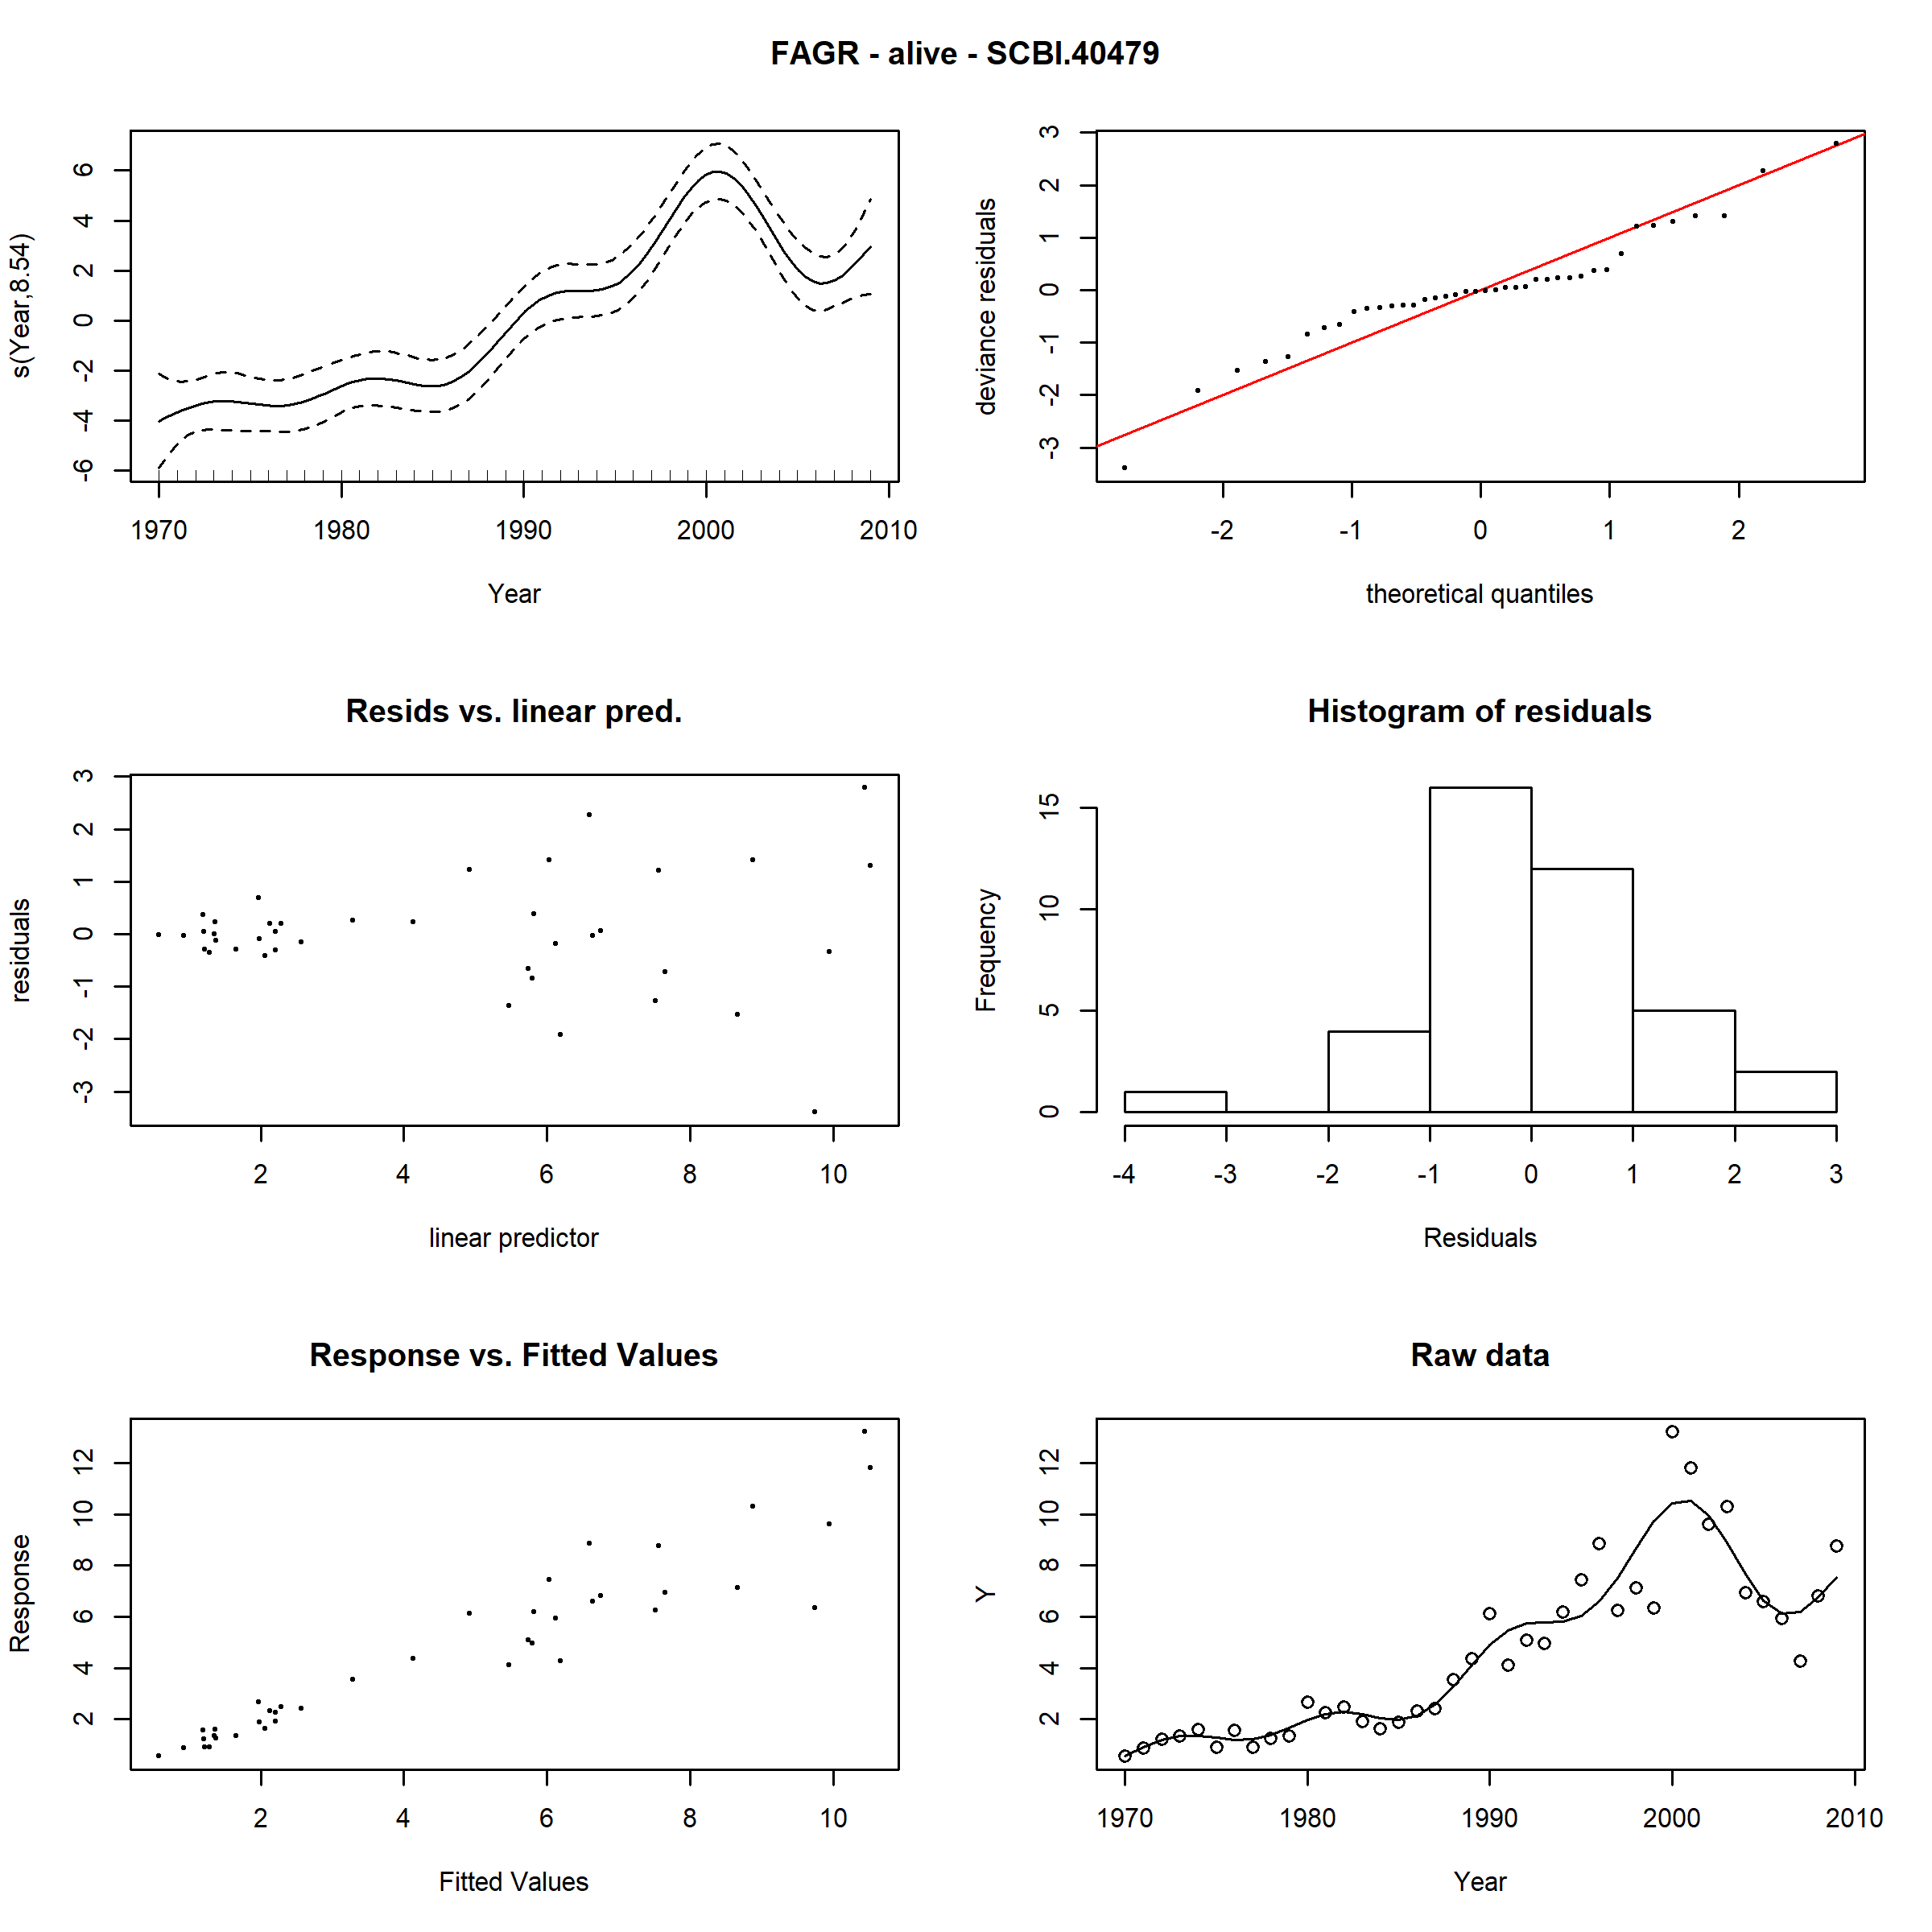 FAGR - alive - SCBI.40479
s(Year,8.54)
-6 -4 -2 0 2 4 6
1970 1980 1990 2000 2010
Year
deviance residuals
-3 -2 -1 0 1 2 3
-2 -1 0 1 2
theoretical quantiles
Resids vs. linear pred.
residuals
-3 -2 -1 0 1 2 3
2 4 6 8 10
linear predictor
Histogram of residuals
Frequency
0 5 10 15
-4 -3 -2 -1 0 1 2 3
Residuals
Response vs. Fitted Values
Response
2 4 6 8 10 12
2 4 6 8 10
Fitted Values
Raw data
Y
2 4 6 8 10 12
1970 1980 1990 2000 2010
Year